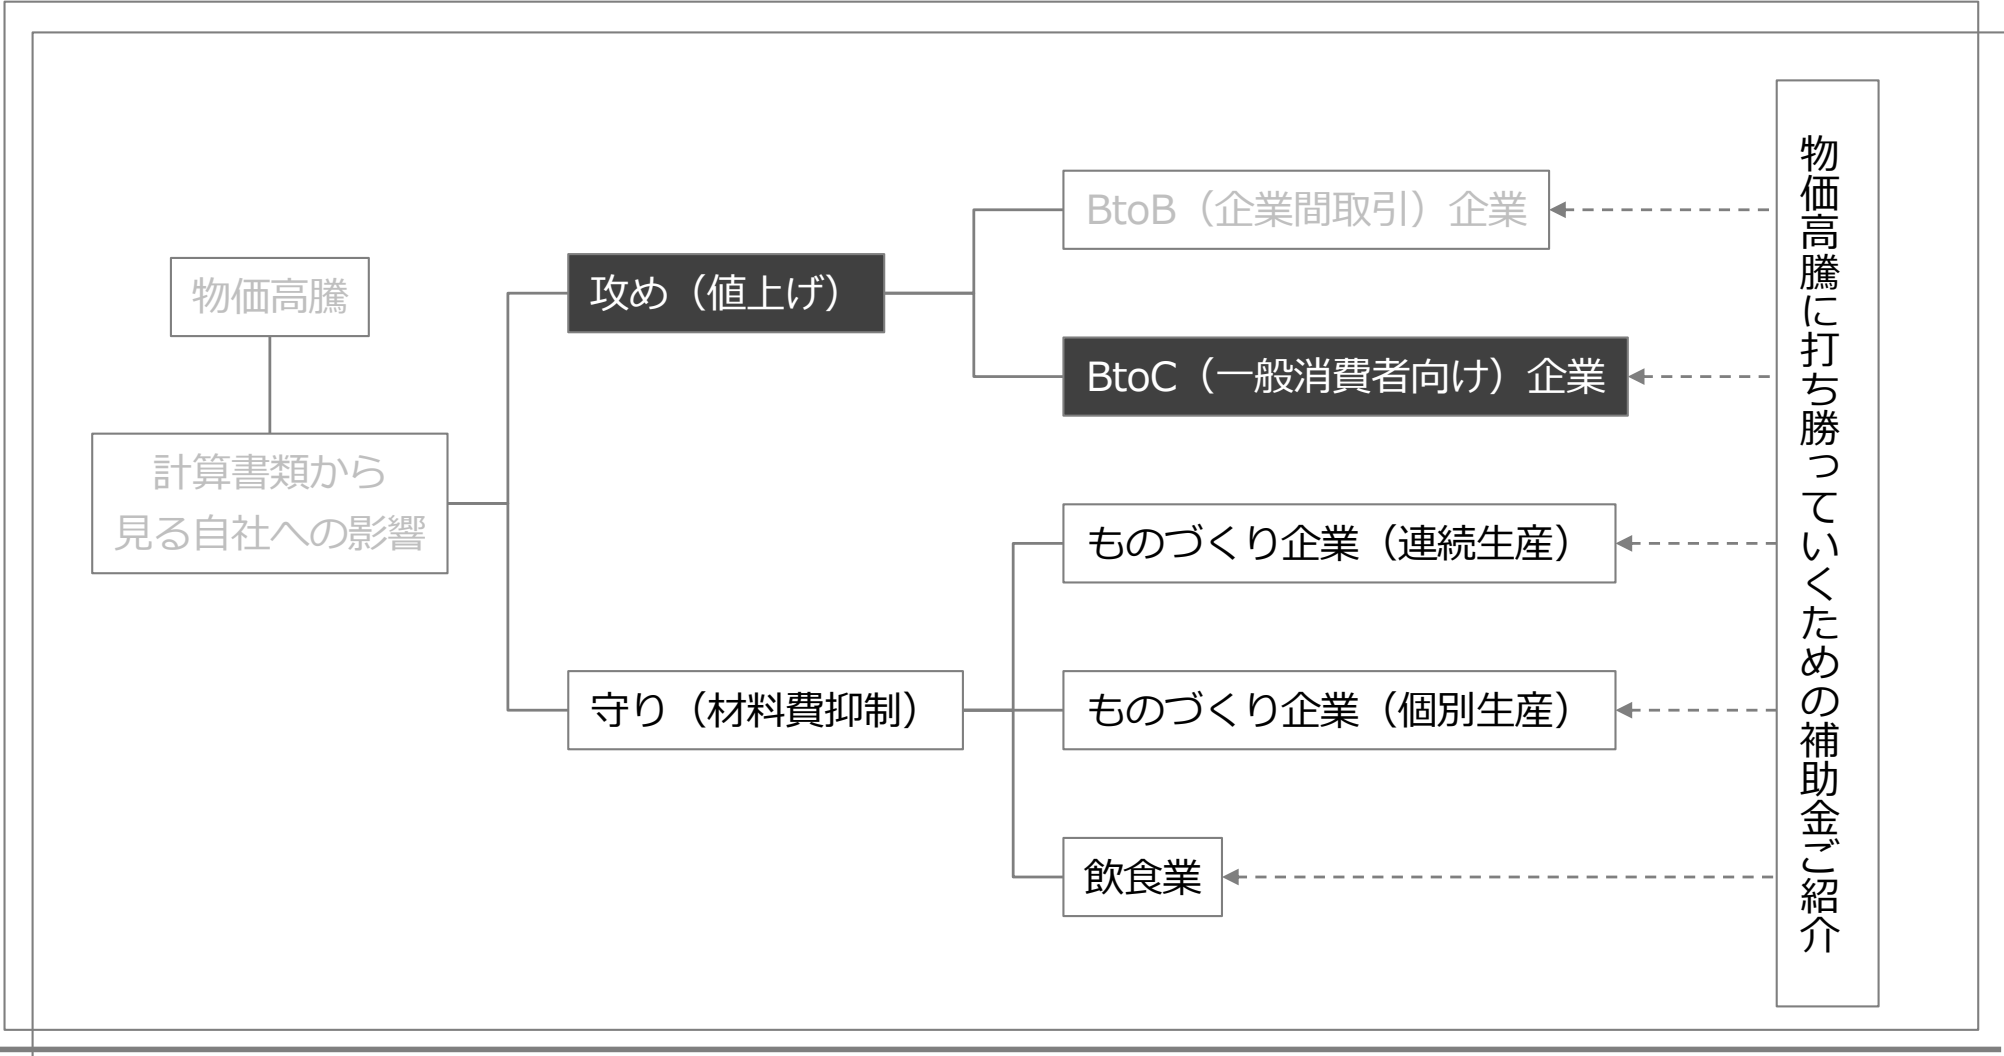 物価高騰
計算書類から
見る自社への影響
攻め（値上げ）
守り（材料費抑制）
BtoB（企業間取引）企業
BtoC（一般消費者向け）企業
ものづくり企業（連続生産）
ものづくり企業（個別生産）
飲食業
物価高騰に打ち勝っていくための補助金ご紹介